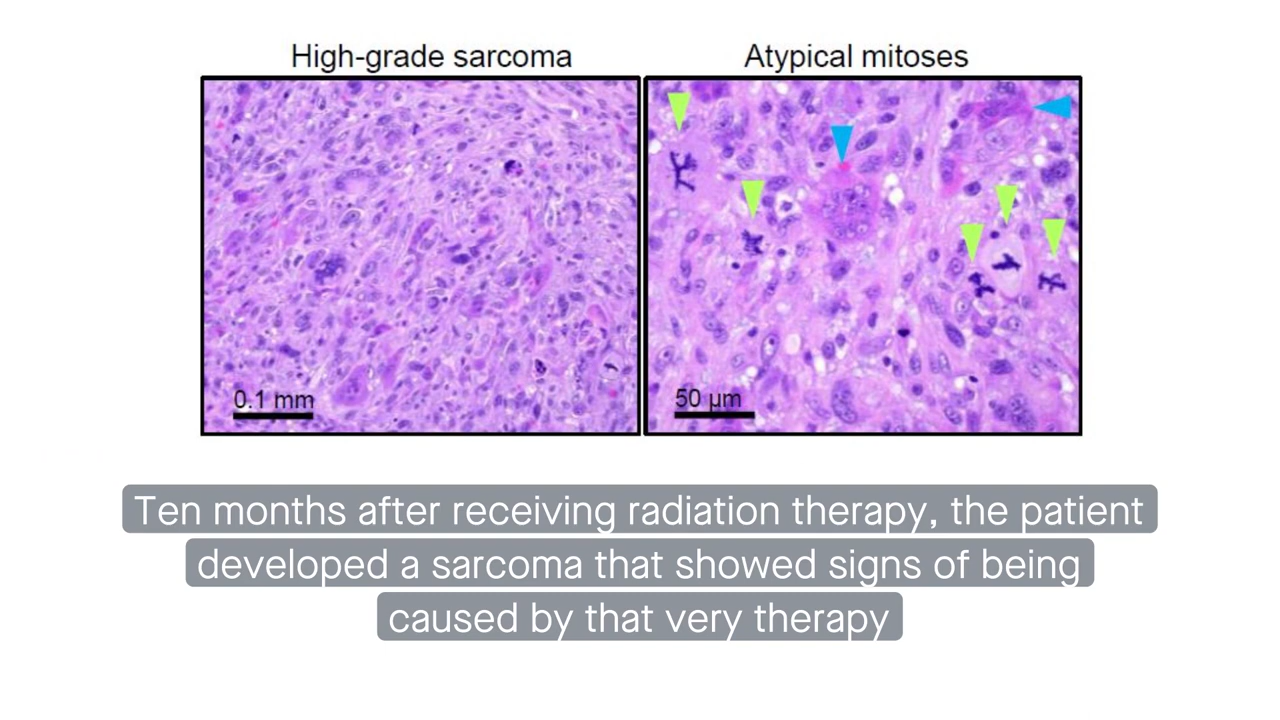 High-grade sarcoma
Atypical mitoses
0.1 mm
50 µm
Ten months after receiving radiation therapy, the patient
developed a sarcoma that showed signs of being
caused by that very therapy